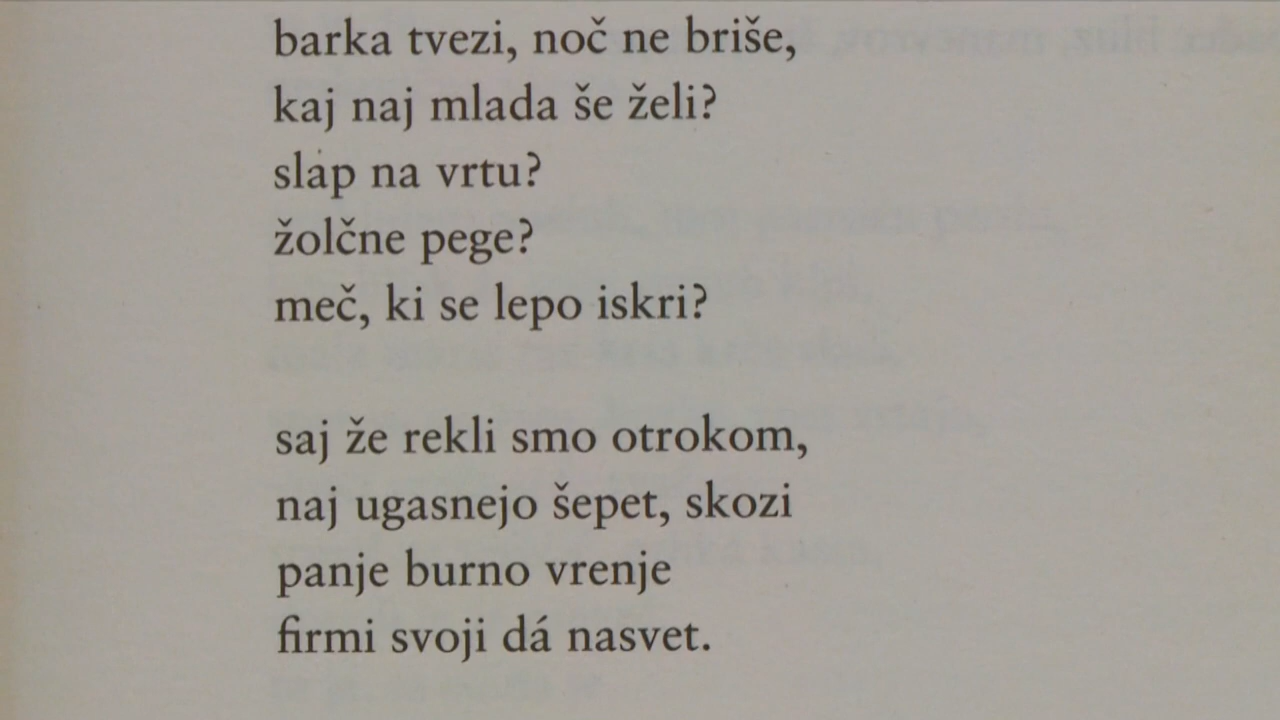 barka tvezi, noč ne briše,
kaj naj mlada še želi?
slap na vrtu?
žolčne pege?
meč, ki se lepo iskri?
saj že rekli smo otrokom,
naj ugasnejo šepet, skozi
panje burno vrenje
firmi svoji dá nasvet.